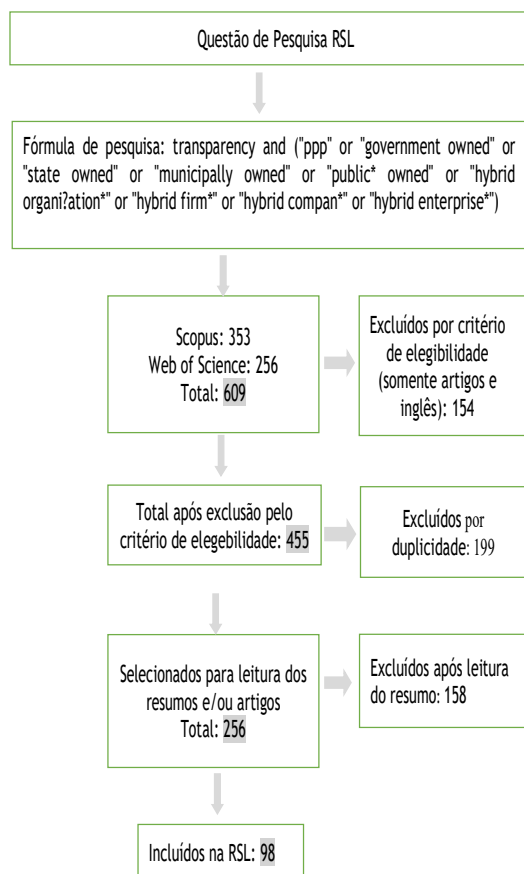 Questão de Pesquisa RSL
Fórmula de pesquisa: transparency and ("ppp" or "government owned" or
"state owned" or "municipally owned" or "public* owned" or "hybrid
organi?ation*" or "hybrid firm*" or "hybrid compan*" or "hybrid enterprise*")
Scopus: 353
Web of Science: 256
Total: 609
Excluídos por critério
de elegibilidade
(somente artigos e
inglês): 154
Total após exclusão pelo
critério de elegebilidade: 455
Excluídos por
duplicidade: 199
Selecionados para leitura dos
resumos e/ou artigos
Total: 256
Excluídos após leitura
do resumo: 158
Incluídos na RSL: 98